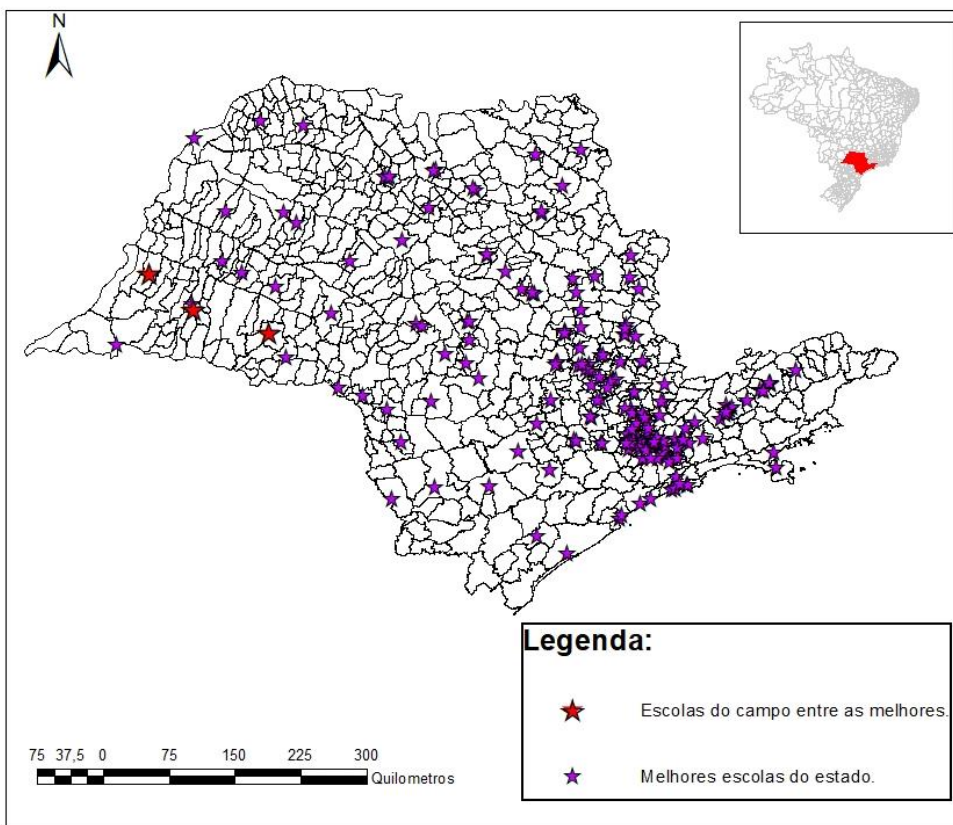 N
Legenda:
Escolas do campo entre as melhores.
Melhores escolas do estado.
75 37,5 0 75 150 225 300
Quilometros